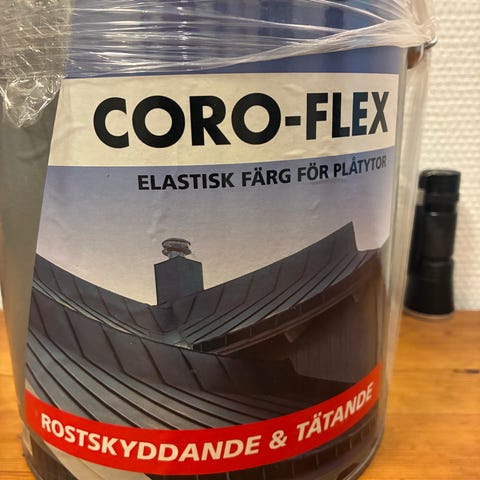 CORO-FLEX
ELASTISK FÄRG FÖR PLÅTYTOR
ROSTSKYDDANDE & TÄTANDE